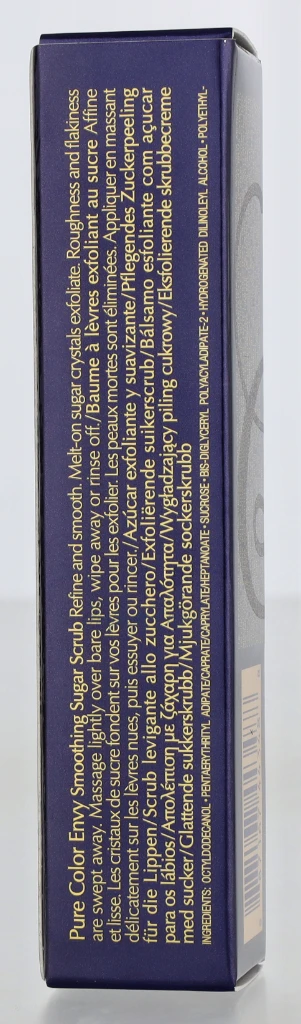 Pure Color Envy Smoothing Sugar Scrub Refine and smooth. Melt-on sugar crystals exfoliate. Roughness and flakiness
are swept away. Massage lightly over bare lips, wipe away or rinse off./Baume à lèvres exfoliant au sucre Affine
et lisse. Les cristaux de sucre fondent sur vos lèvres pour les exfolier. Les peaux mortes sont éliminées. Appliquer en massant
délicatement sur les lèvres nues, puis essuyer ou rincer./Azúcar exfoliante y suavizante/Pflegendes Zuckerpeeling
für die Lippen/Scrub levigante allo zucchero/Exfoliërende suikerscrub/Bálsamo esfoliante com açucar
para os lábios/Απολέπιση με ζάχαρη για Απαλότητα/Wygładzający piling cukrowy/Eksfolierende skubbecreme
med sucker/Glattende sukkerskrubb/Mjukgörande sockerskrubb
INGREDIENTS: OCTYLDODECANOL • PENTAERYTHRITYL ADIPATE/CAPRATE/CAPRYLATE/HEPTANOATE • SUCROSE • BIS-DIGLYCERYL POLYACYLADIPATE-2 • HYDROGENATED DILINOLEYL ALCOHOL • POLYETHYL-